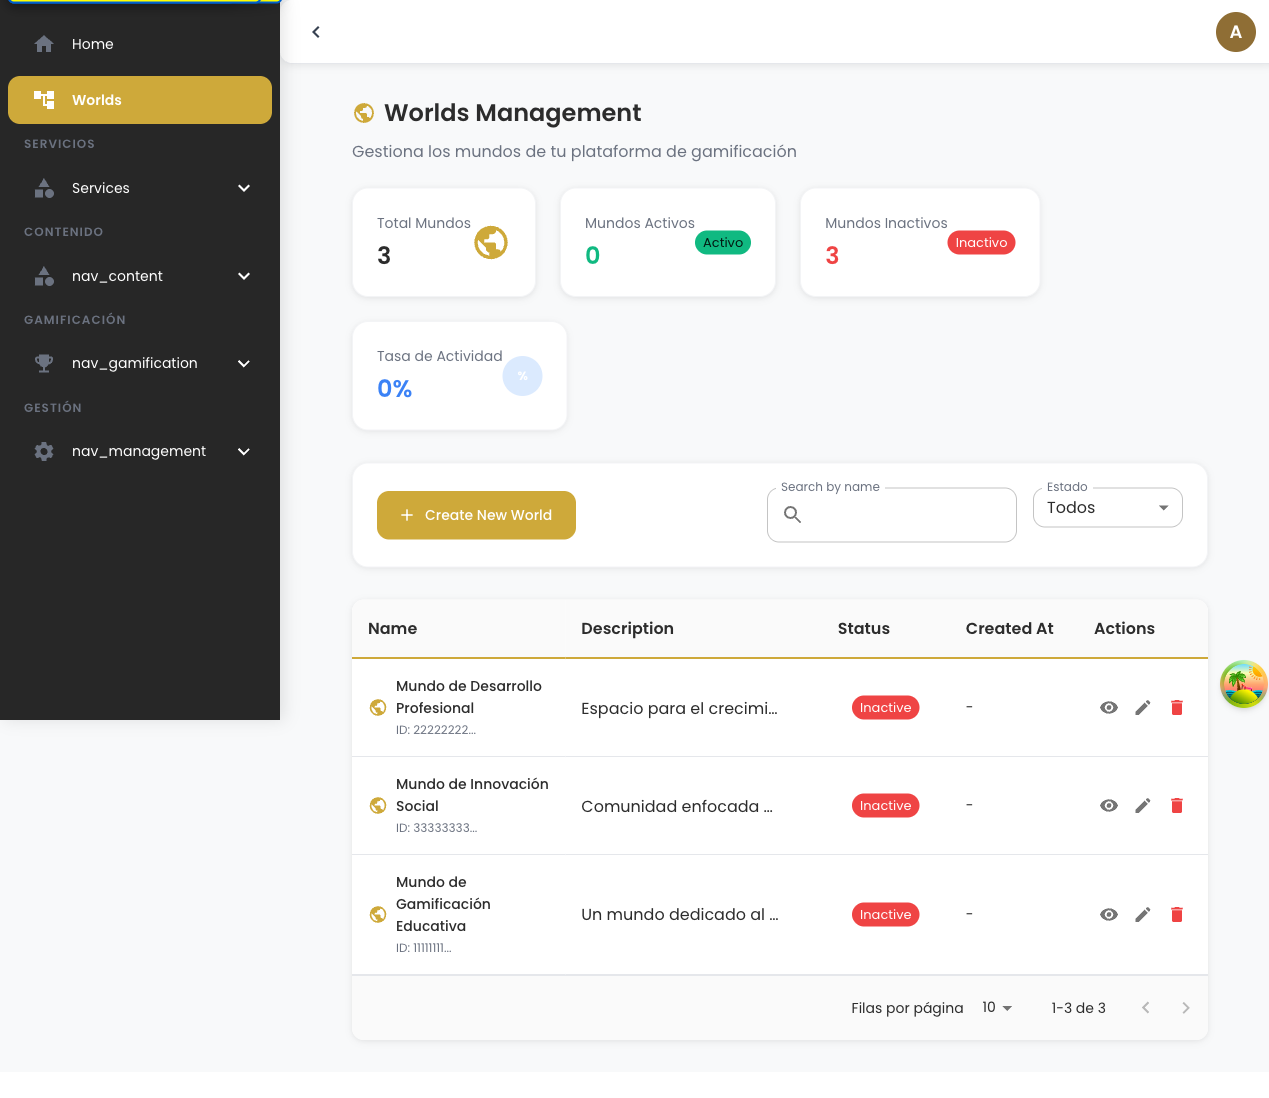 Home
Worlds
SERVICIOS
Services
CONTENIDO
nav_content
GAMIFICACIÓN
nav_gamification
GESTIÓN
nav_management
A
Worlds Management
Gestiona los mundos de tu plataforma de gamificación
Total Mundos
3
Mundos Activos
0
Activo
Mundos Inactivos
3
Inactivo
Tasa de Actividad
0%
%
Create New World
Search by name
Estado
Todos
Name Description Status Created At Actions
Mundo de Desarrollo
Profesional
ID: 22222222...
Espacio para el crecimi...
Inactive
-
Mundo de Innovación
Social
ID: 33333333...
Comunidad enfocada ...
Inactive
-
Mundo de
Gamificación
Educativa
ID: 11111111...
Un mundo dedicado al ...
Inactive
-
Filas por página 10 1-3 de 3